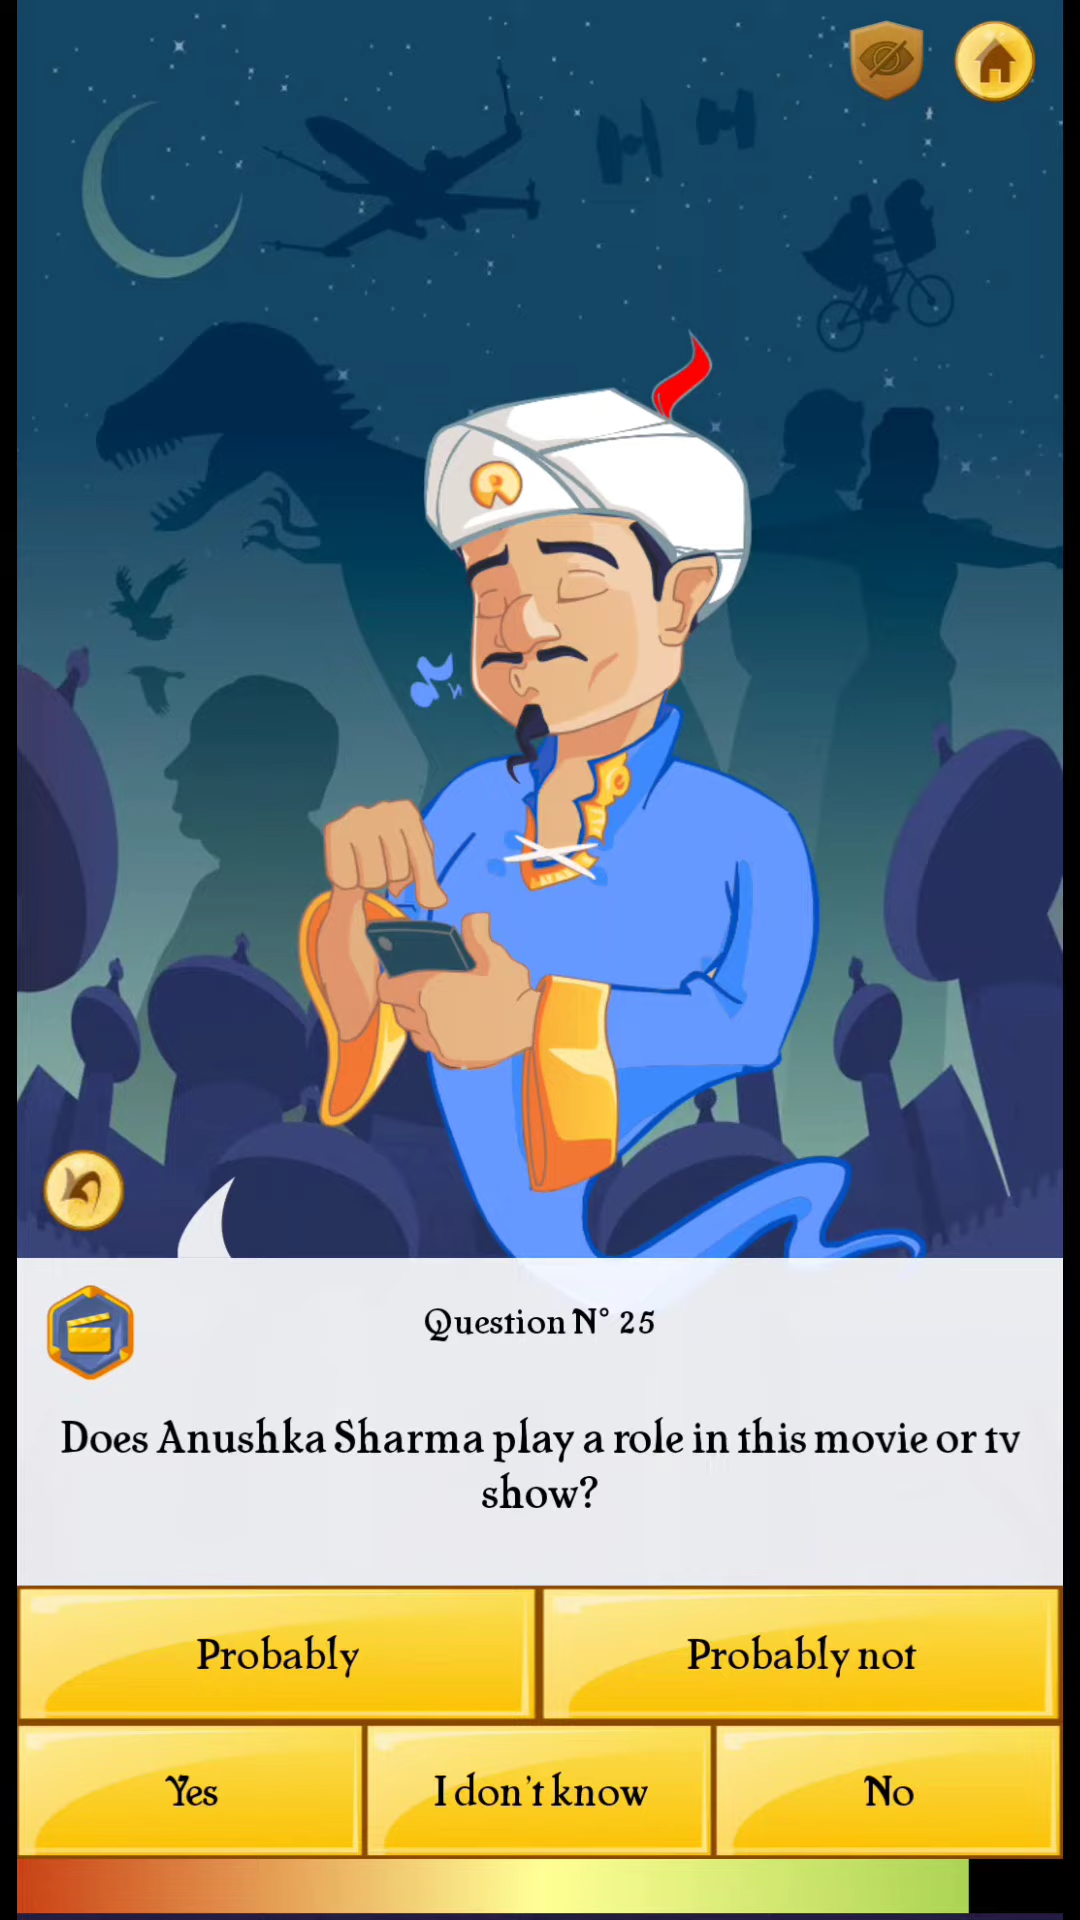 Question N° 25
Does Anushka Sharma play a role in this movie or tv
show?
Probably
Probably not
Yes
I don't know
No